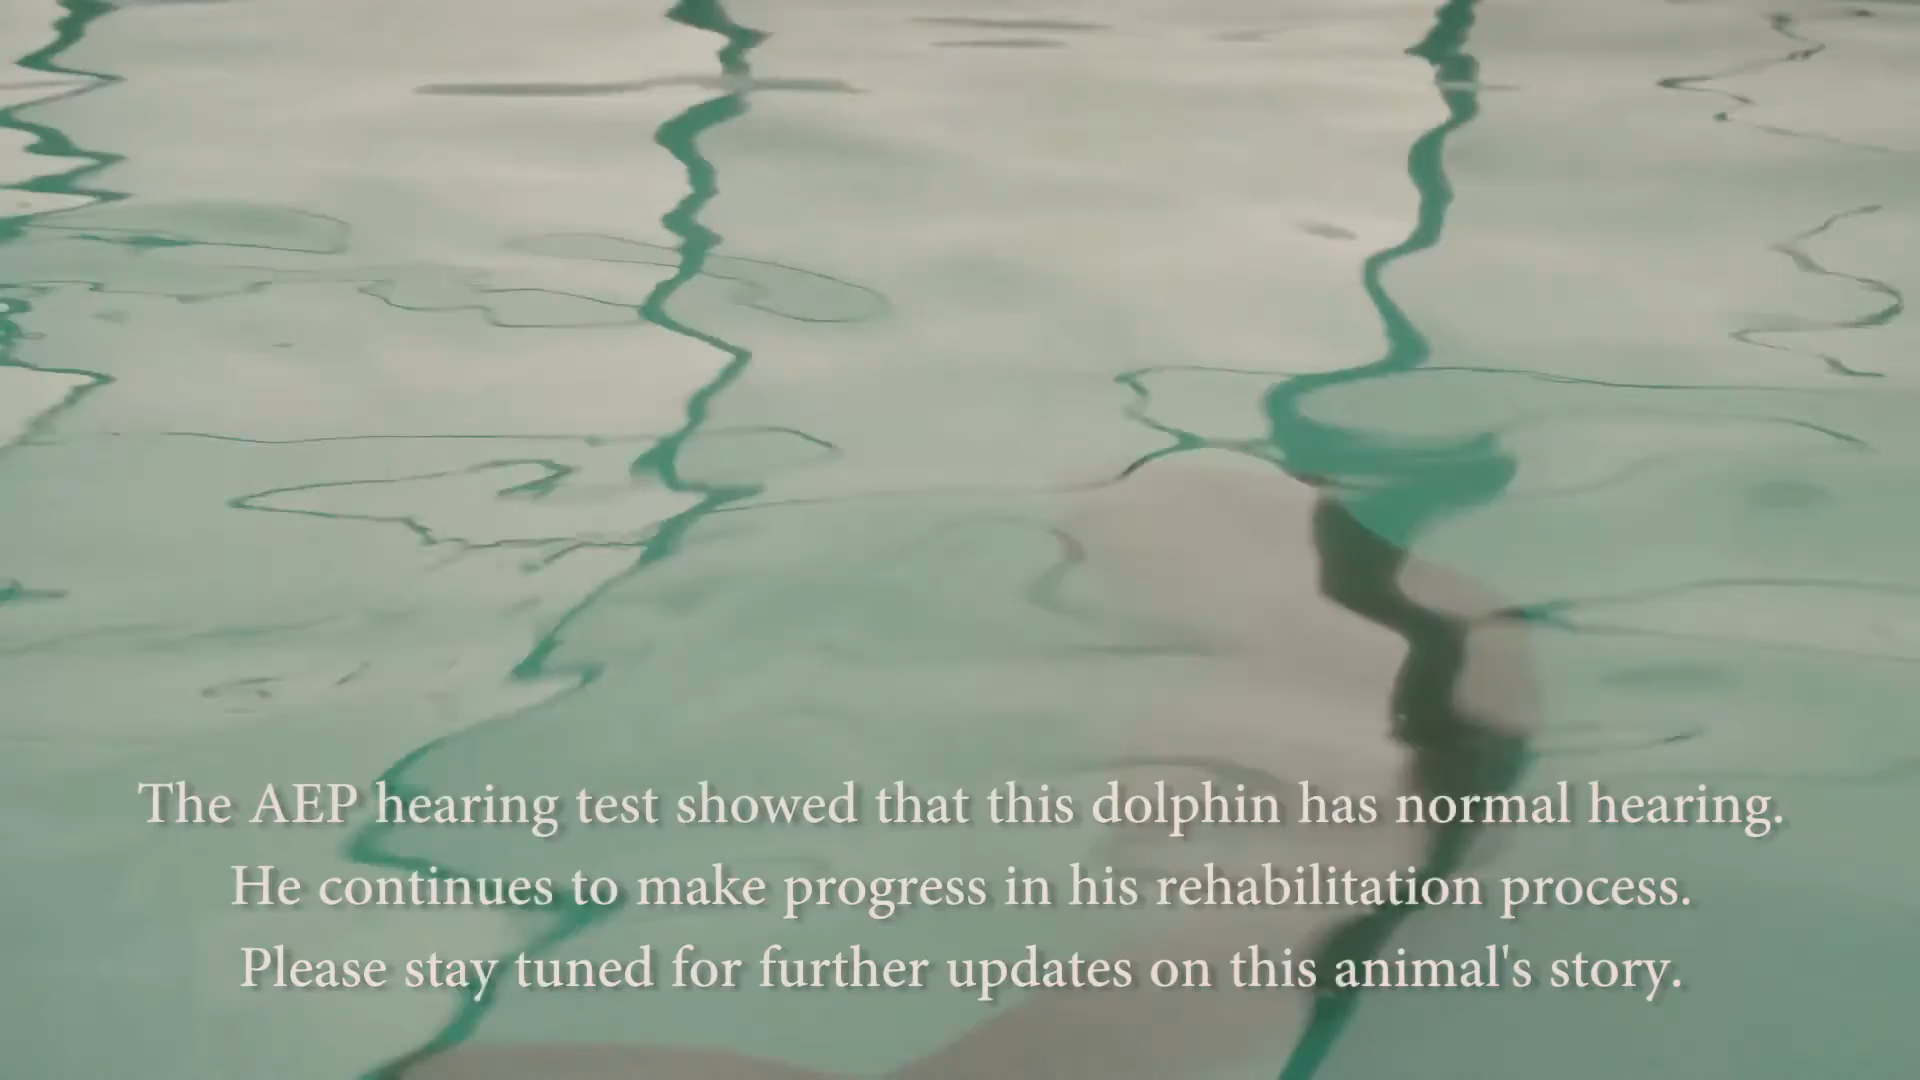 The AEP hearing test showed that this dolphin has normal hearing.
He continues to make progress in his rehabilitation process.
Please stay tuned for further updates on this animal's story.